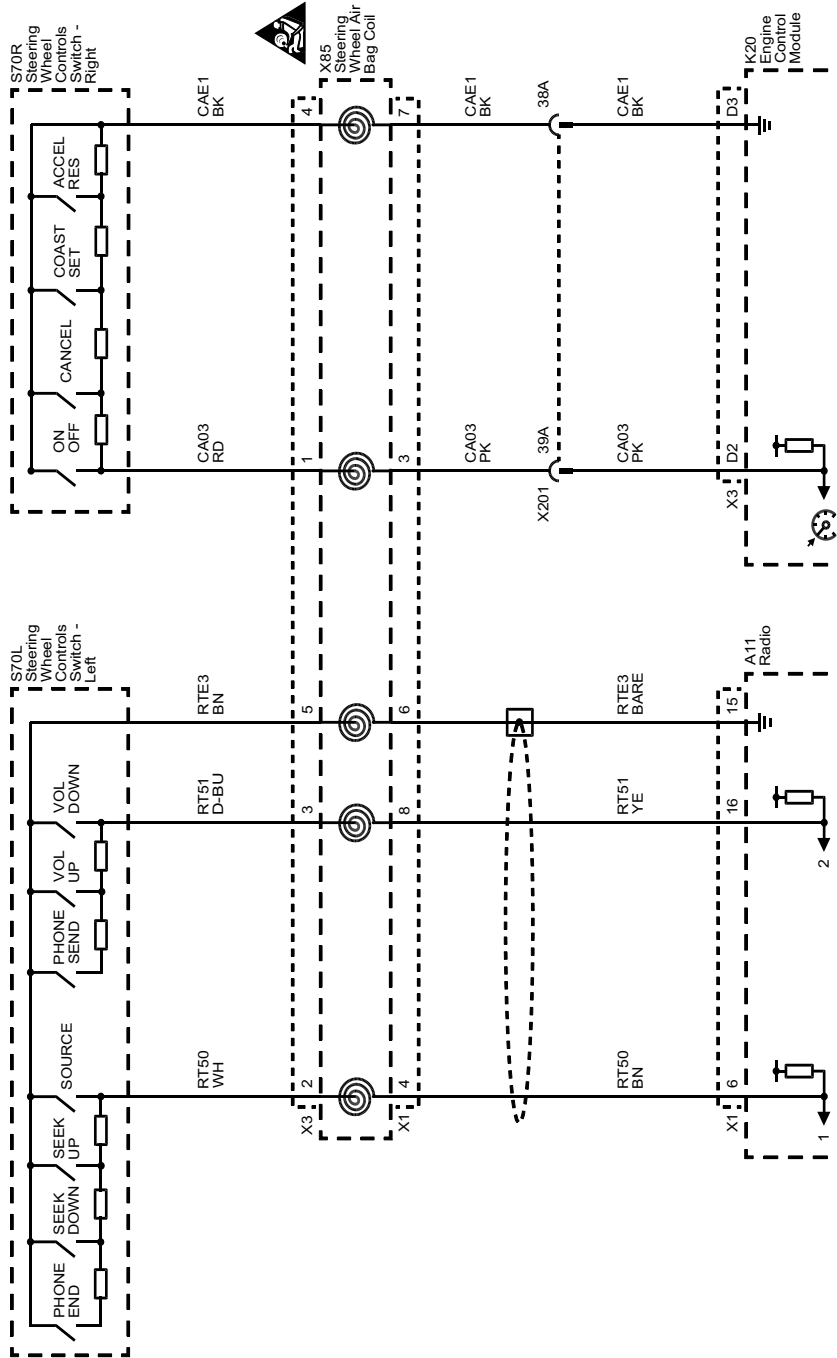 S70L
Steering
Wheel
Controls
Switch -
Left
S70R
Steering
Wheel
Controls
Switch -
Right
PHONE
END
SEEK
DOWN
SEEK
UP
SOURCE
PHONE
SEND
VOL
UP
VOL
DOWN
ON
OFF
CANCEL
COAST
SET
ACCEL
RES
RT50
WH
RT51
D-BU
RTE3
BN
CA03
RD
CAE1
BK
X3
2
3
5
1
4
X85
Steering
Wheel Air
Bag Coil
X1
4
8
6
3
7
CA03
PK
CAE1
BK
X201
39A
38A
RT50
BN
RT51
YE
RTE3
BARE
CA03
PK
CAE1
BK
X1
6
16
15
A11
Radio
X3
D2
D3
K20
Engine
Control
Module
1
2